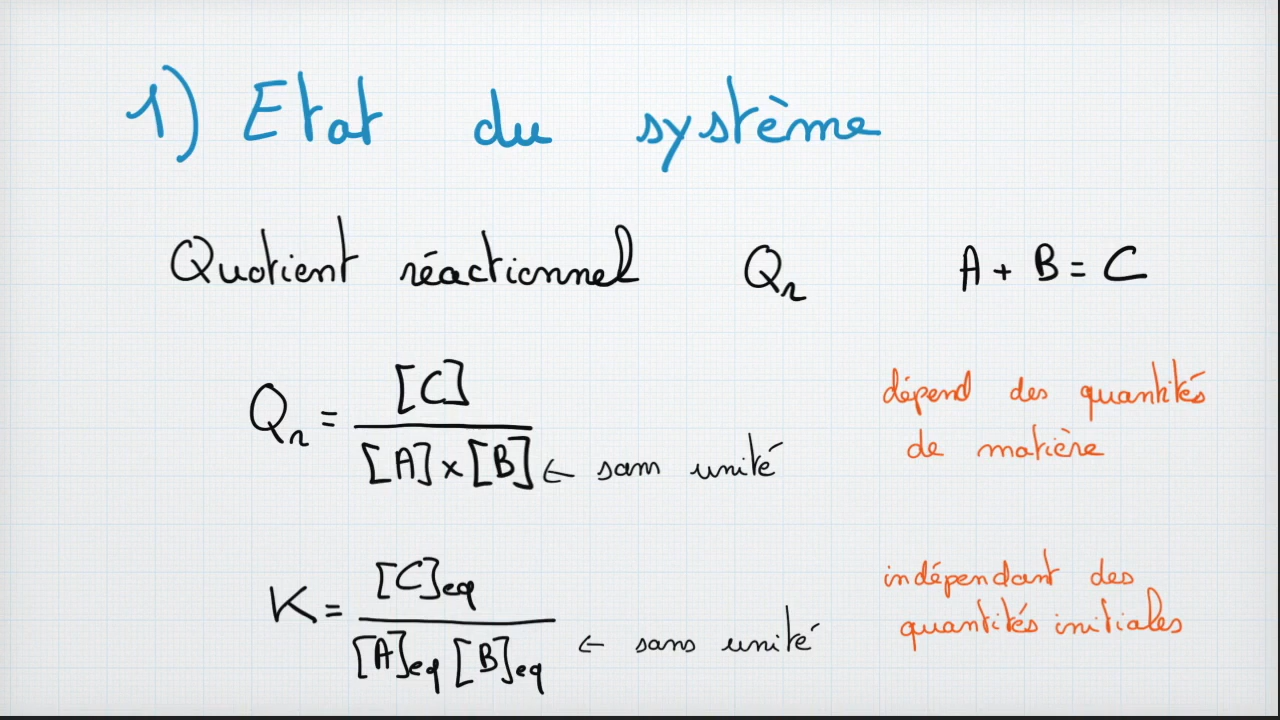 1) Etat du système
Quotient réactionnel Qr A + B = C
Qr = [C] / [A] x [B] ← sans unité
dépend des quantités
de matière
K = [C]eq / [A]eq [B]eq ← sans unité
indépendant des
quantités initiales